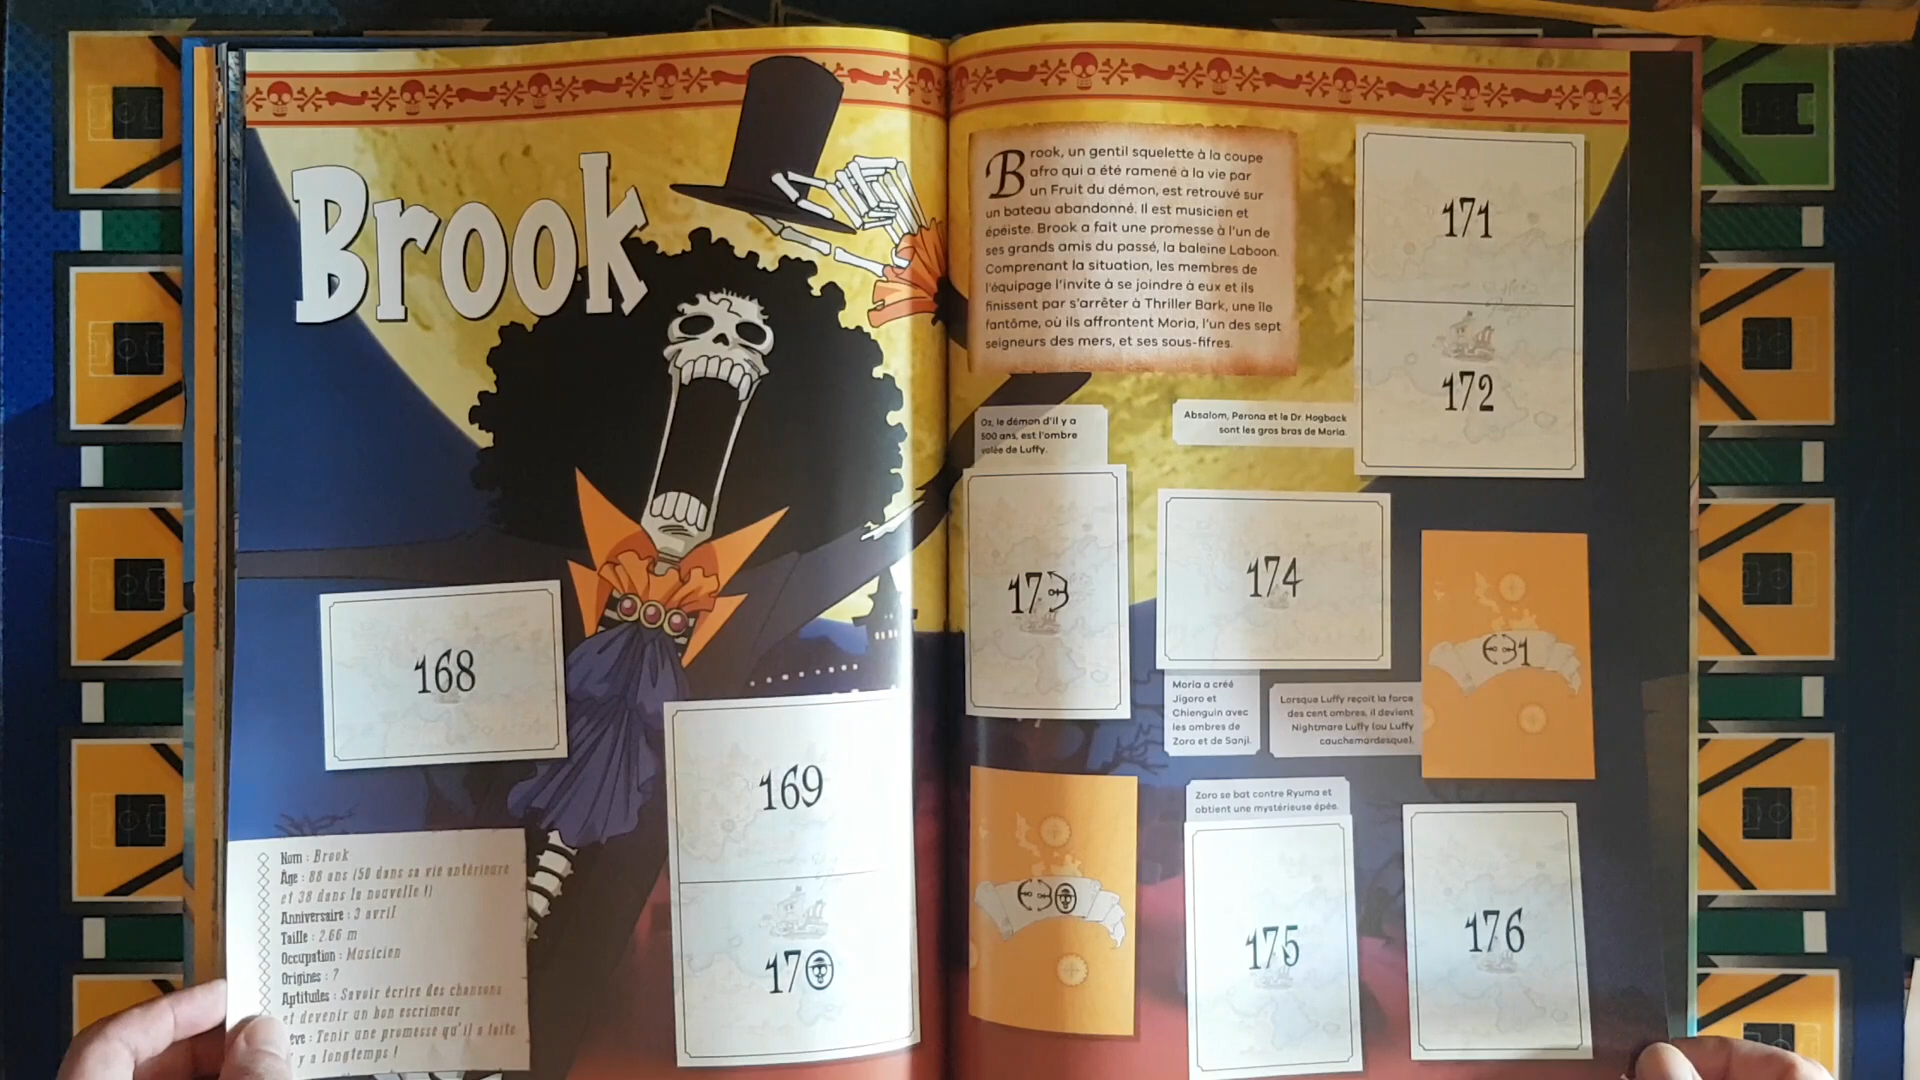 Brook
168
169
170
Nom : Brook
Âge : 88 ans (50 dans sa vie antérieure
et 38 dans la nouvelle !)
Anniversaire : 3 avril
Taille : 2.66 m
Occupation : Musicien
Origines : ?
Aptitudes : Savoir écrire des chansons
et devenir un bon escrimeur
Tenir une promesse qu'il a faite
y a longtemps !
Brook, un gentil squelette à la coupe
afro qui a été ramené à la vie par
un Fruit du démon, est retrouvé sur
un bateau abandonné. Il est musicien et
épéiste. Brook a fait une promesse à l'un de
ses grands amis du passé, la baleine Laboon.
Comprenant la situation, les membres de
l'équipage l'invite à se joindre à eux et ils
finissent par s'arrêter à Thriller Bark, une île
fantôme, où ils affrontent Moria, l'un des sept
seigneurs des mers, et ses sous-fifres.
171
172
Absalom, Perona et le Dr. Hogback
sont les gros bras de Moria.
Oz, le démon d'il y a
500 ans, est l'ombre
volée de Luffy.
173
174
Moria a créé
Jigoro et
Chienguin avec
les ombres de
Zoro et de Sanji.
Lorsque Luffy reçoit la force
des cent ombres, il devient
Nightmare Luffy (ou Luffy
cauchemardesque).
E31
E30
Zoro se bat contre Ryuma et
obtient une mystérieuse épée.
175
176